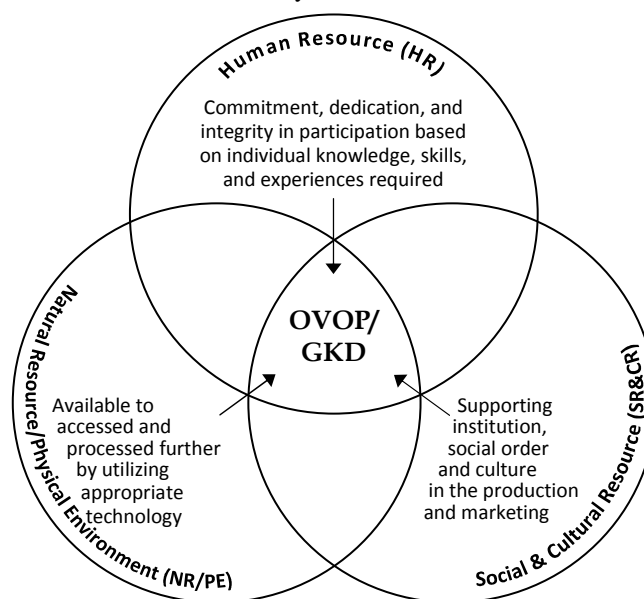 Human Resource (HR)
Commitment, dedication, and
integrity in participation based
on individual knowledge, skills,
and experiences required
OVOP/
GKD
Natural Resource/Physical Environment (NR/PE)
Available to
accessed and
processed further
by utilizing
appropriate
technology
Supporting
institution,
social order
and culture
in the production
and marketing
Social & Cultural Resource (SR&CR)